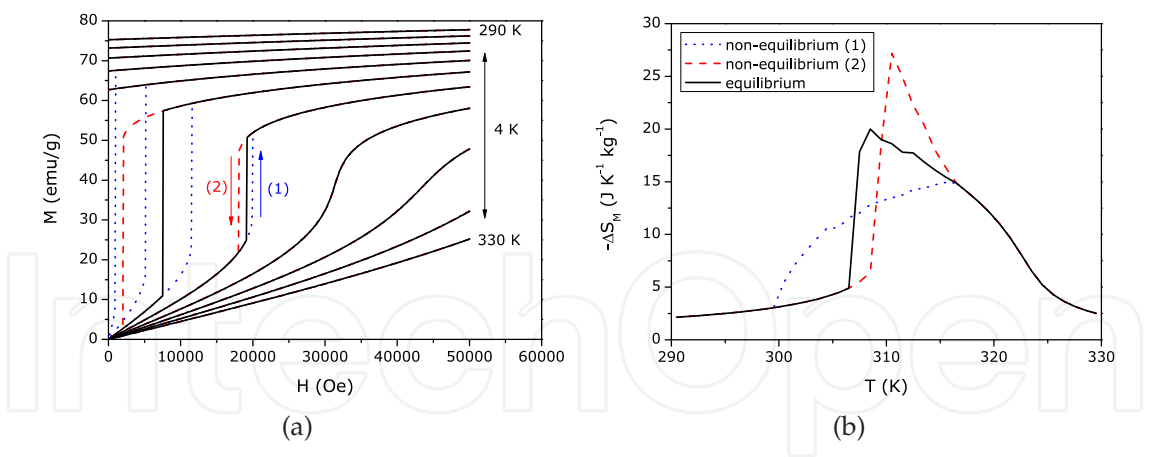 80
70
60
50
40
30
20
10
0
M (emu/g)
0 10000 20000 30000 40000 50000 60000
H (Oe)
290 K
4 K
330 K
(2)
(1)
(a)
30
25
20
15
10
5
0
-ΔS_M (J K⁻¹ kg⁻¹)
non-equilibrium (1)
non-equilibrium (2)
equilibrium
290 300 310 320 330
T (K)
(b)
IntechOpen